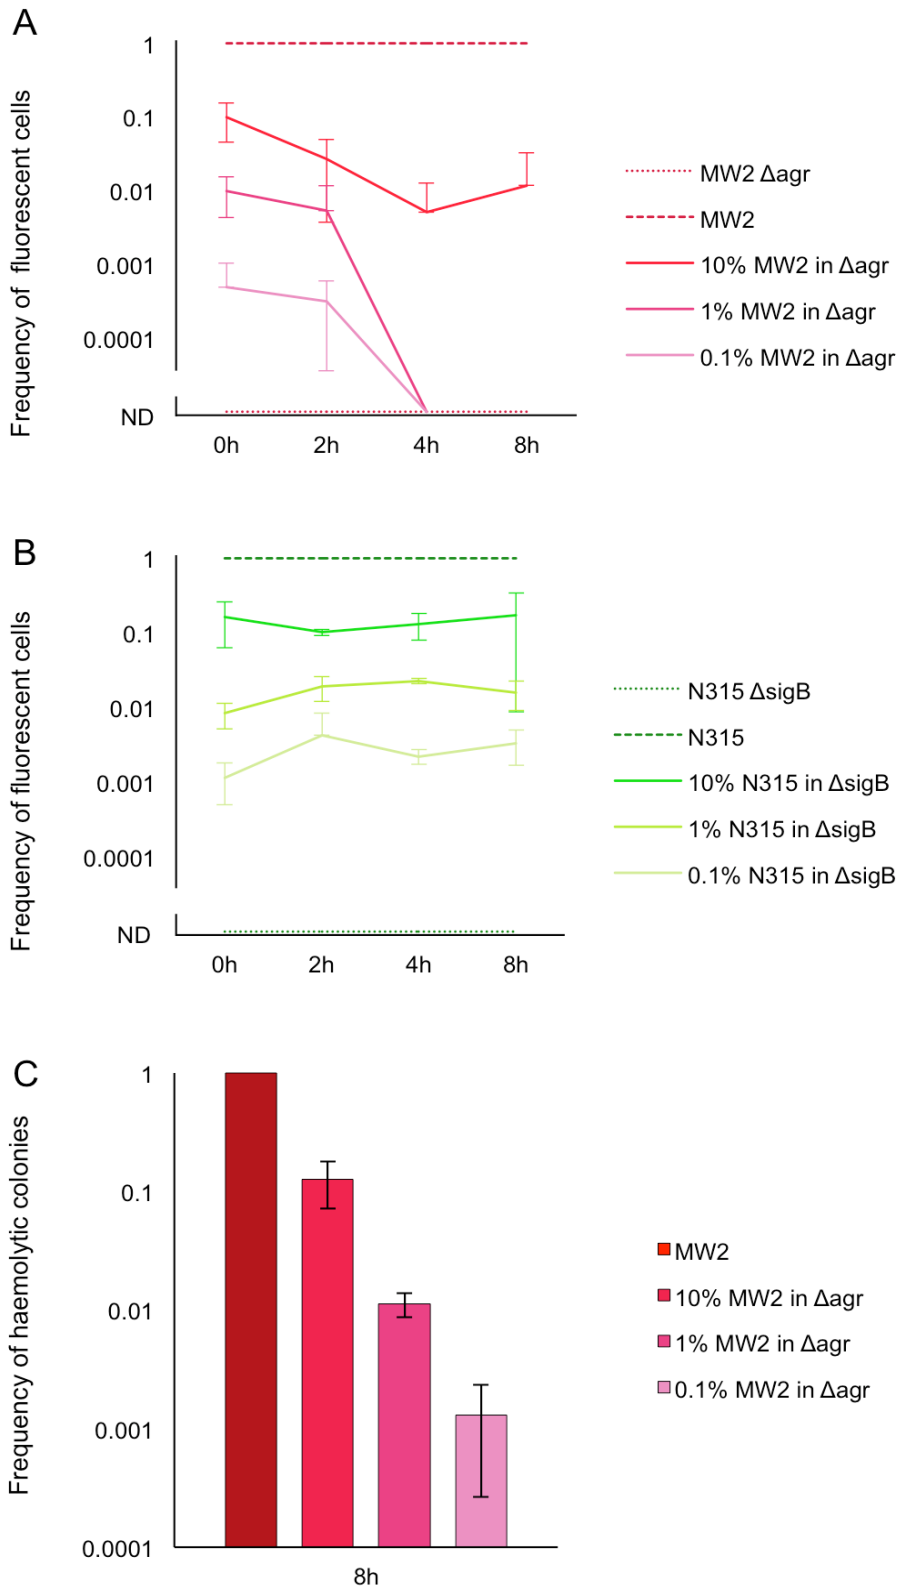 A
Frequency of fluorescent cells
1
0.1
0.01
0.001
0.0001
ND
0h 2h 4h 8h
MW2 Δagr
MW2
10% MW2 in Δagr
1% MW2 in Δagr
0.1% MW2 in Δagr
B
Frequency of fluorescent cells
1
0.1
0.01
0.001
0.0001
ND
0h 2h 4h 8h
N315 ΔsigB
N315
10% N315 in ΔsigB
1% N315 in ΔsigB
0.1% N315 in ΔsigB
C
Frequency of haemolytic colonies
1
0.1
0.01
0.001
0.0001
8h
MW2
10% MW2 in Δagr
1% MW2 in Δagr
0.1% MW2 in Δagr